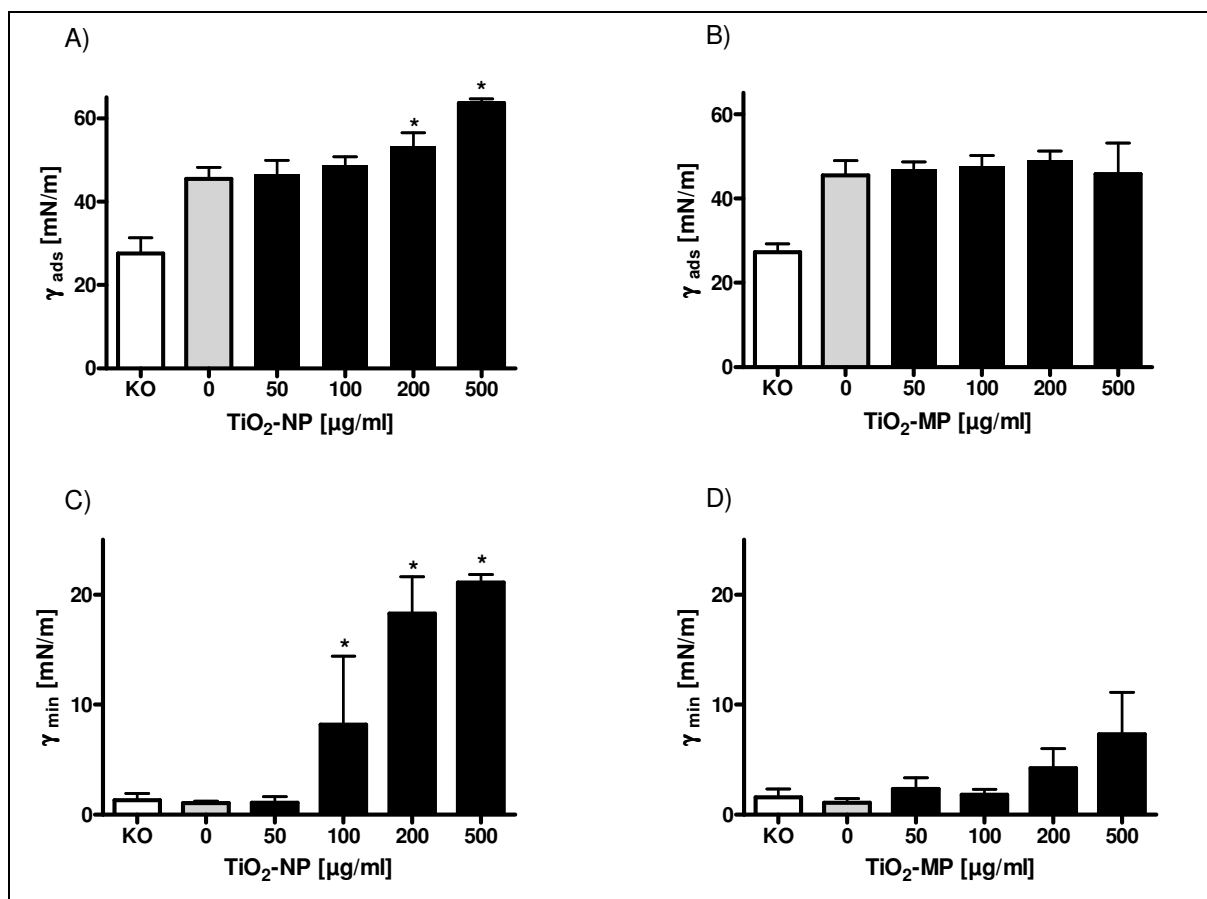 A)
γ ads [mN/m]
60
40
20
0
* *
KO 0 50 100 200 500
TiO₂-NP [µg/ml]
B)
γ ads [mN/m]
60
40
20
0
KO 0 50 100 200 500
TiO₂-MP [µg/ml]
C)
γ min [mN/m]
20
10
0
* * *
KO 0 50 100 200 500
TiO₂-NP [µg/ml]
D)
γ min [mN/m]
20
10
0
KO 0 50 100 200 500
TiO₂-MP [µg/ml]